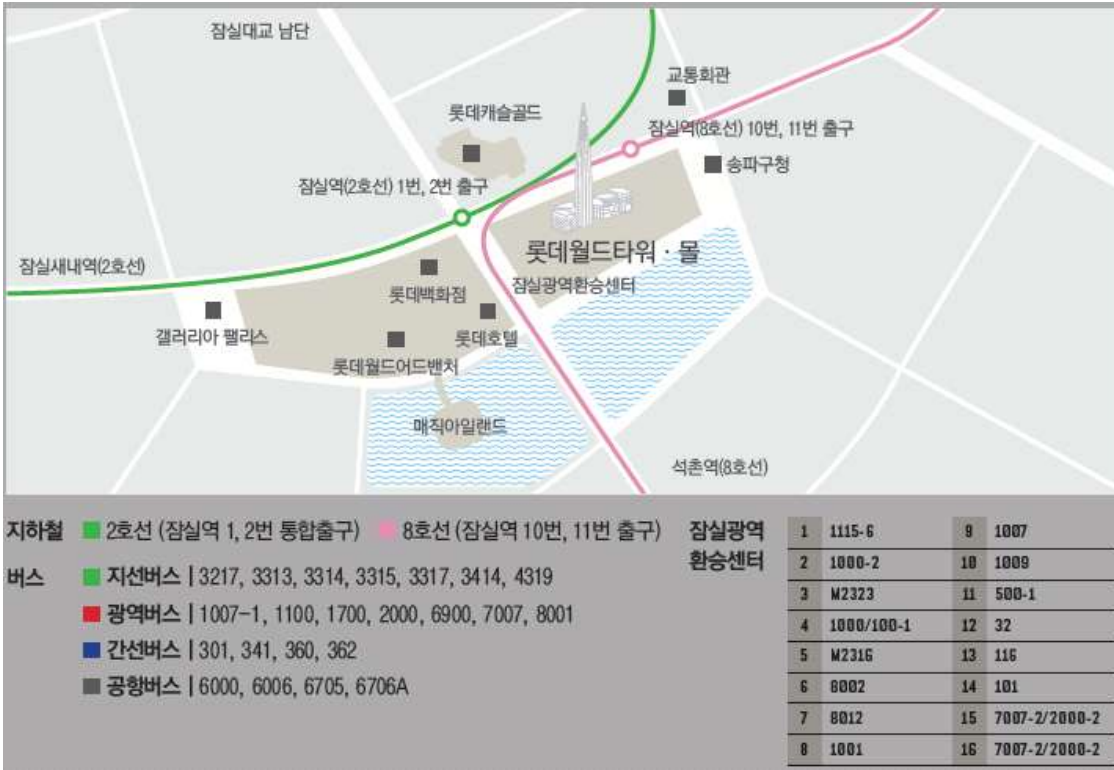 잠실대교 남단
교통회관
롯데캐슬골드
잠실역(8호선) 10번, 11번 출구
송파구청
잠실역(2호선) 1번, 2번 출구
롯데월드타워 · 몰
잠실새내역(2호선)
잠실광역환승센터
롯데백화점
갤러리아 팰리스
롯데호텔
롯데월드어드벤처
매직아일랜드
석촌역(8호선)
지하철 2호선 (잠실역 1, 2번 통합출구) 8호선 (잠실역 10번, 11번 출구)
버스 지선버스 | 3217, 3313, 3314, 3315, 3317, 3414, 4319
광역버스 | 1007-1, 1100, 1700, 2000, 6900, 7007, 8001
간선버스 | 301, 341, 360, 362
공항버스 | 6000, 6006, 6705, 6706A
잠실광역
환승센터
1 1115-6 9 1007
2 1000-2 10 1009
3 M2323 11 500-1
4 1000/100-1 12 32
5 M2316 13 116
6 8002 14 101
7 8012 15 7007-2/2000-2
8 1001 16 7007-2/2000-2